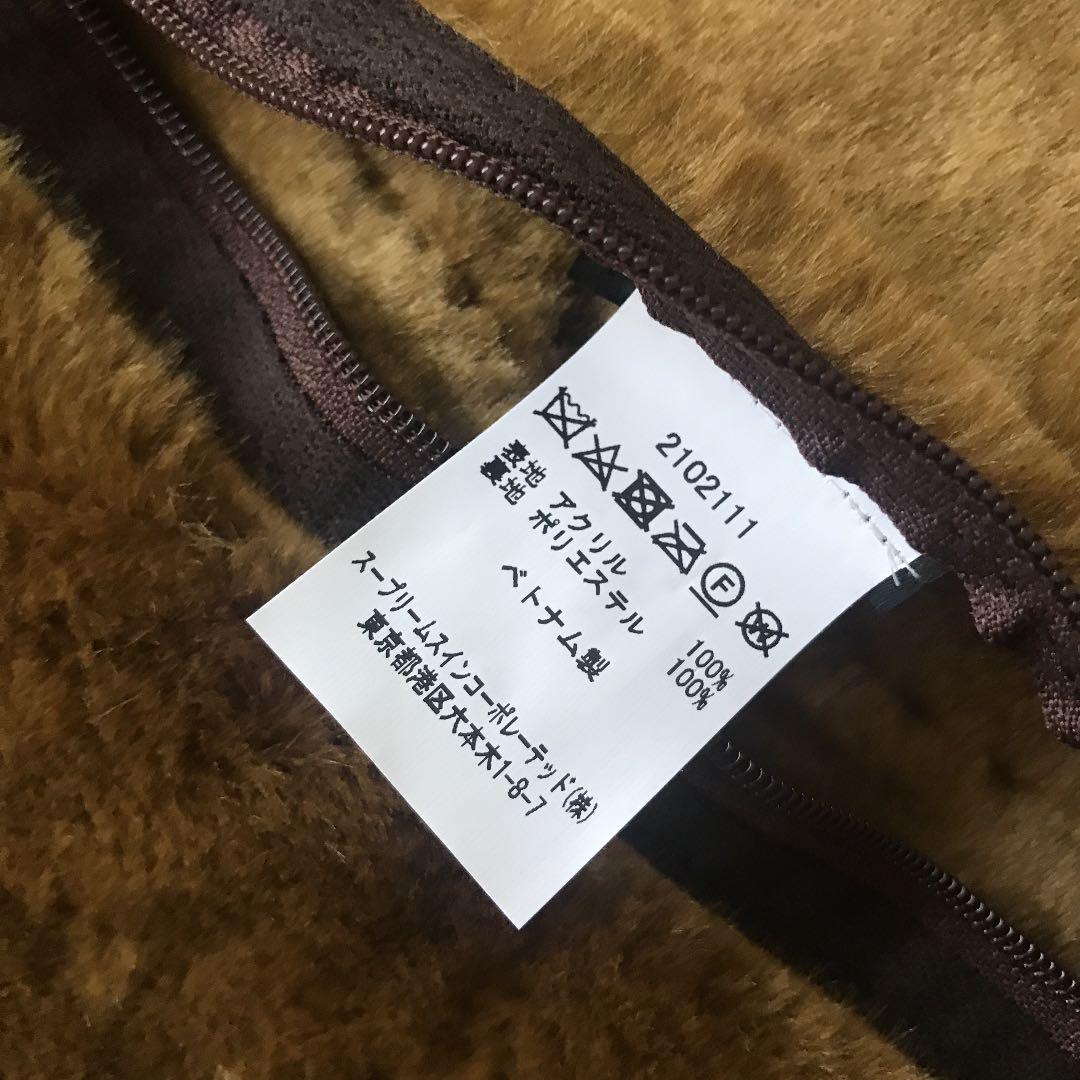 2102111
F
W
表地 アクリル 100%
裏地 ポリエステル 100%
ベトナム製
スープリームスインコーポレーテッド(株)
東京都港区六本木1-8-7